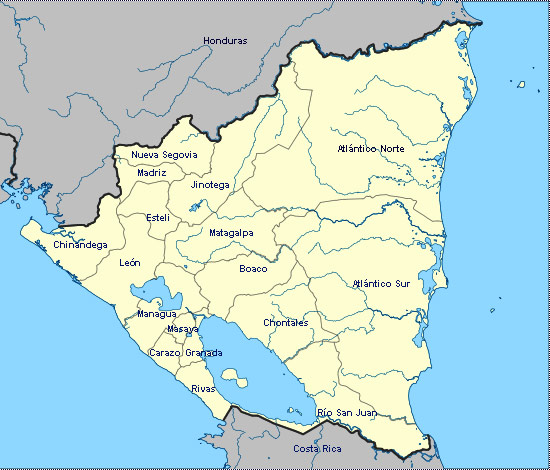 Honduras
Atlántico Norte
Nueva Segovia
Madriz
Jinotega
Esteli
Matagalpa
Chinandega
León
Boaco
Atlántico Sur
Managua
Chontales
Masaya
Carazo
Granada
Rivas
Río San Juan
Costa Rica